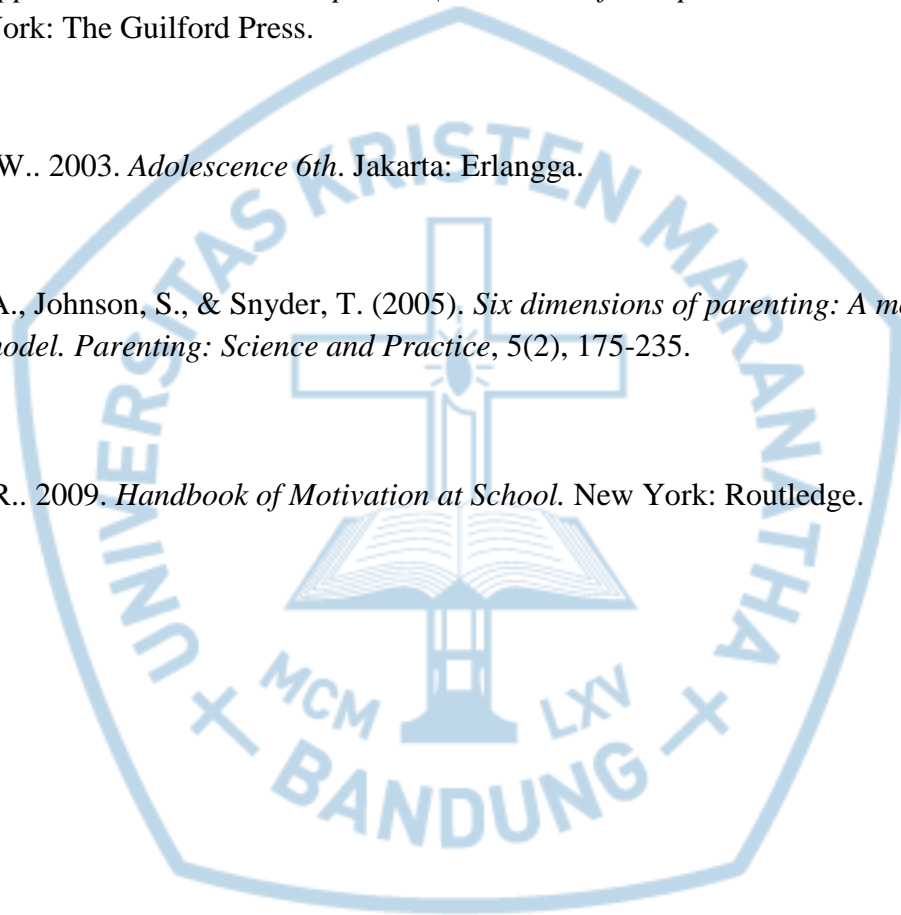 York: The Guilford Press.
W.. 2003. Adolescence 6th. Jakarta: Erlangga.
A., Johnson, S., & Snyder, T. (2005). Six dimensions of parenting: A
model. Parenting: Science and Practice, 5(2), 175-235.
R.. 2009. Handbook of Motivation at School. New York: Routledge.
UNIVERSITAS KRISTEN MARANATHA
MCM LXV
BANDUNG